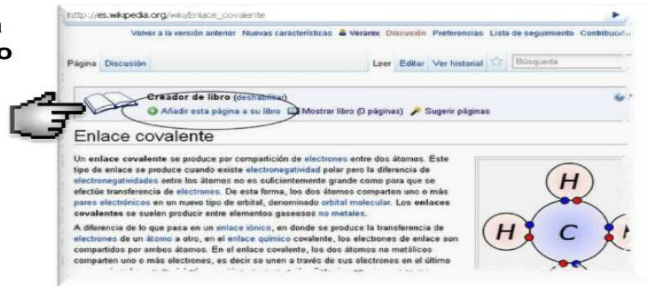 a
o
http://es.wikipedia.org/wiki/Enlace_covalente
Volver a la versión anterior Nuevas características Verarex Discusión Preferencias Lista de seguimiento
Página Discusión Leer Editar Ver historial Búsqueda
Creador de libro (deshabilitar)
Añadir esta página a su libro Mostrar libro (0 páginas) Sugerir páginas
Enlace covalente
Un enlace covalente se produce por compartición de electrones entre dos átomos. Este
tipo de enlace se produce cuando existe electronegatividad polar pero la diferencia de
electronegatividades entre los átomos no es suficientemente grande como para que se
efectúe transferencia de electrones. De esta forma, los dos átomos comparten uno o más
pares electrónicos en un nuevo tipo de orbital, denominado orbital molecular. Los enlaces
covalentes se suelen producir entre elementos gaseosos no metales.
A diferencia de lo que pasa en un enlace iónico, en donde se produce la transferencia de
electrones de un átomo a otro, en el enlace químico covalente, los electrones de enlace son
compartidos por ambos átomos. En el enlace covalente, los dos átomos no metálicos
comparten uno o más electrones, es decir se unen a través de sus electrones en el último
H
H C